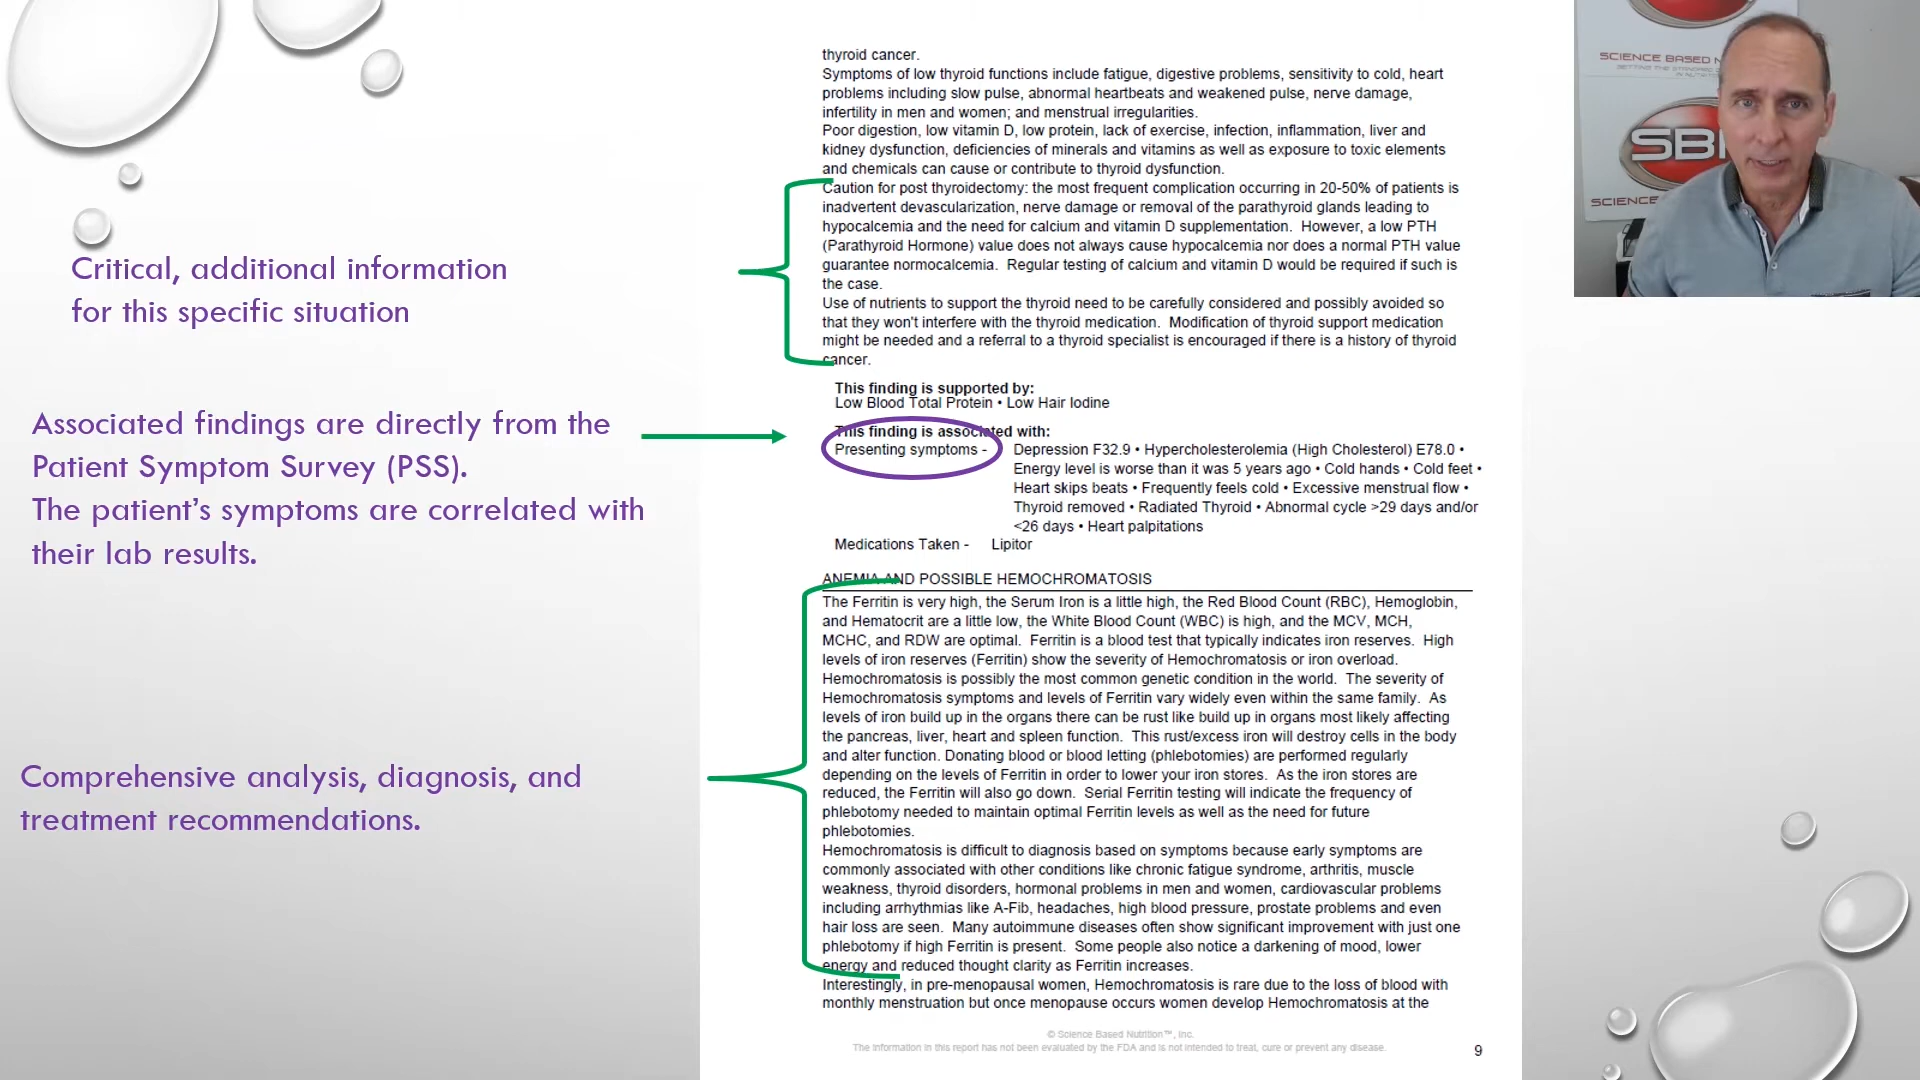 Critical, additional information
for this specific situation
Associated findings are directly from the
Patient Symptom Survey (PSS).
The patient's symptoms are correlated with
their lab results.
Comprehensive analysis, diagnosis, and
treatment recommendations.
thyroid cancer.
Symptoms of low thyroid functions include fatigue, digestive problems, sensitivity to cold, heart
problems including slow pulse, abnormal heartbeats and weakened pulse, nerve damage,
infertility in men and women; and menstrual irregularities.
Poor digestion, low vitamin D, low protein, lack of exercise, infection, inflammation, liver and
kidney dysfunction, deficiencies of minerals and vitamins as well as exposure to toxic elements
and chemicals can cause or contribute to thyroid dysfunction.
Caution for post thyroidectomy: the most frequent complication occurring in 20-50% of patients is
inadvertent devascularization, nerve damage or removal of the parathyroid glands leading to
hypocalcemia and the need for calcium and vitamin D supplementation.  However, a low PTH
(Parathyroid Hormone) value does not always cause hypocalcemia nor does a normal PTH value
guarantee normocalcemia.  Regular testing of calcium and vitamin D would be required if such is
the case.
Use of nutrients to support the thyroid need to be carefully considered and possibly avoided so
that they won't interfere with the thyroid medication.  Modification of thyroid support medication
might be needed and a referral to a thyroid specialist is encouraged if there is a history of thyroid
cancer.
This finding is supported by:
Low Blood Total Protein • Low Hair Iodine
This finding is associated with:
Presenting symptoms - Depression F32.9 • Hypercholesterolemia (High Cholesterol) E78.0 •
Energy level is worse than it was 5 years ago • Cold hands • Cold feet •
Heart skips beats • Frequently feels cold • Excessive menstrual flow •
Thyroid removed • Radiated Thyroid • Abnormal cycle >29 days and/or
<26 days • Heart palpitations
Medications Taken - Lipitor
ANEMIA AND POSSIBLE HEMOCHROMATOSIS
The Ferritin is very high, the Serum Iron is a little high, the Red Blood Count (RBC), Hemoglobin,
and Hematocrit are a little low, the White Blood Count (WBC) is high, and the MCV, MCH,
MCHC, and RDW are optimal.  Ferritin is a blood test that typically indicates iron reserves.  High
levels of iron reserves (Ferritin) show the severity of Hemochromatosis or iron overload.
Hemochromatosis is possibly the most common genetic condition in the world.  The severity of
Hemochromatosis symptoms and levels of Ferritin vary widely even within the same family.  As
levels of iron build up in the organs there can be rust like build up in organs most likely affecting
the pancreas, liver, heart and spleen function.  This rust/excess iron will destroy cells in the body
and alter function. Donating blood or blood letting (phlebotomies) are performed regularly
depending on the levels of Ferritin in order to lower your iron stores.  As the iron stores are
reduced, the Ferritin will also go down.  Serial Ferritin testing will indicate the frequency of
phlebotomy needed to maintain optimal Ferritin levels as well as the need for future
phlebotomies.
Hemochromatosis is difficult to diagnosis based on symptoms because early symptoms are
commonly associated with other conditions like chronic fatigue syndrome, arthritis, muscle
weakness, thyroid disorders, hormonal problems in men and women, cardiovascular problems
including arrhythmias like A-Fib, headaches, high blood pressure, prostate problems and even
hair loss are seen.  Many autoimmune diseases often show significant improvement with just one
phlebotomy if high Ferritin is present.  Some people also notice a darkening of mood, lower
energy and reduced thought clarity as Ferritin increases.
Interestingly, in pre-menopausal women, Hemochromatosis is rare due to the loss of blood with
monthly menstruation but once menopause occurs women develop Hemochromatosis at the
© Science Based Nutrition™, Inc.
The information in this report has not been evaluated by the FDA and is not intended to treat, cure or prevent any disease.
9
SCIENCE BASED N
SB
SCIENCE